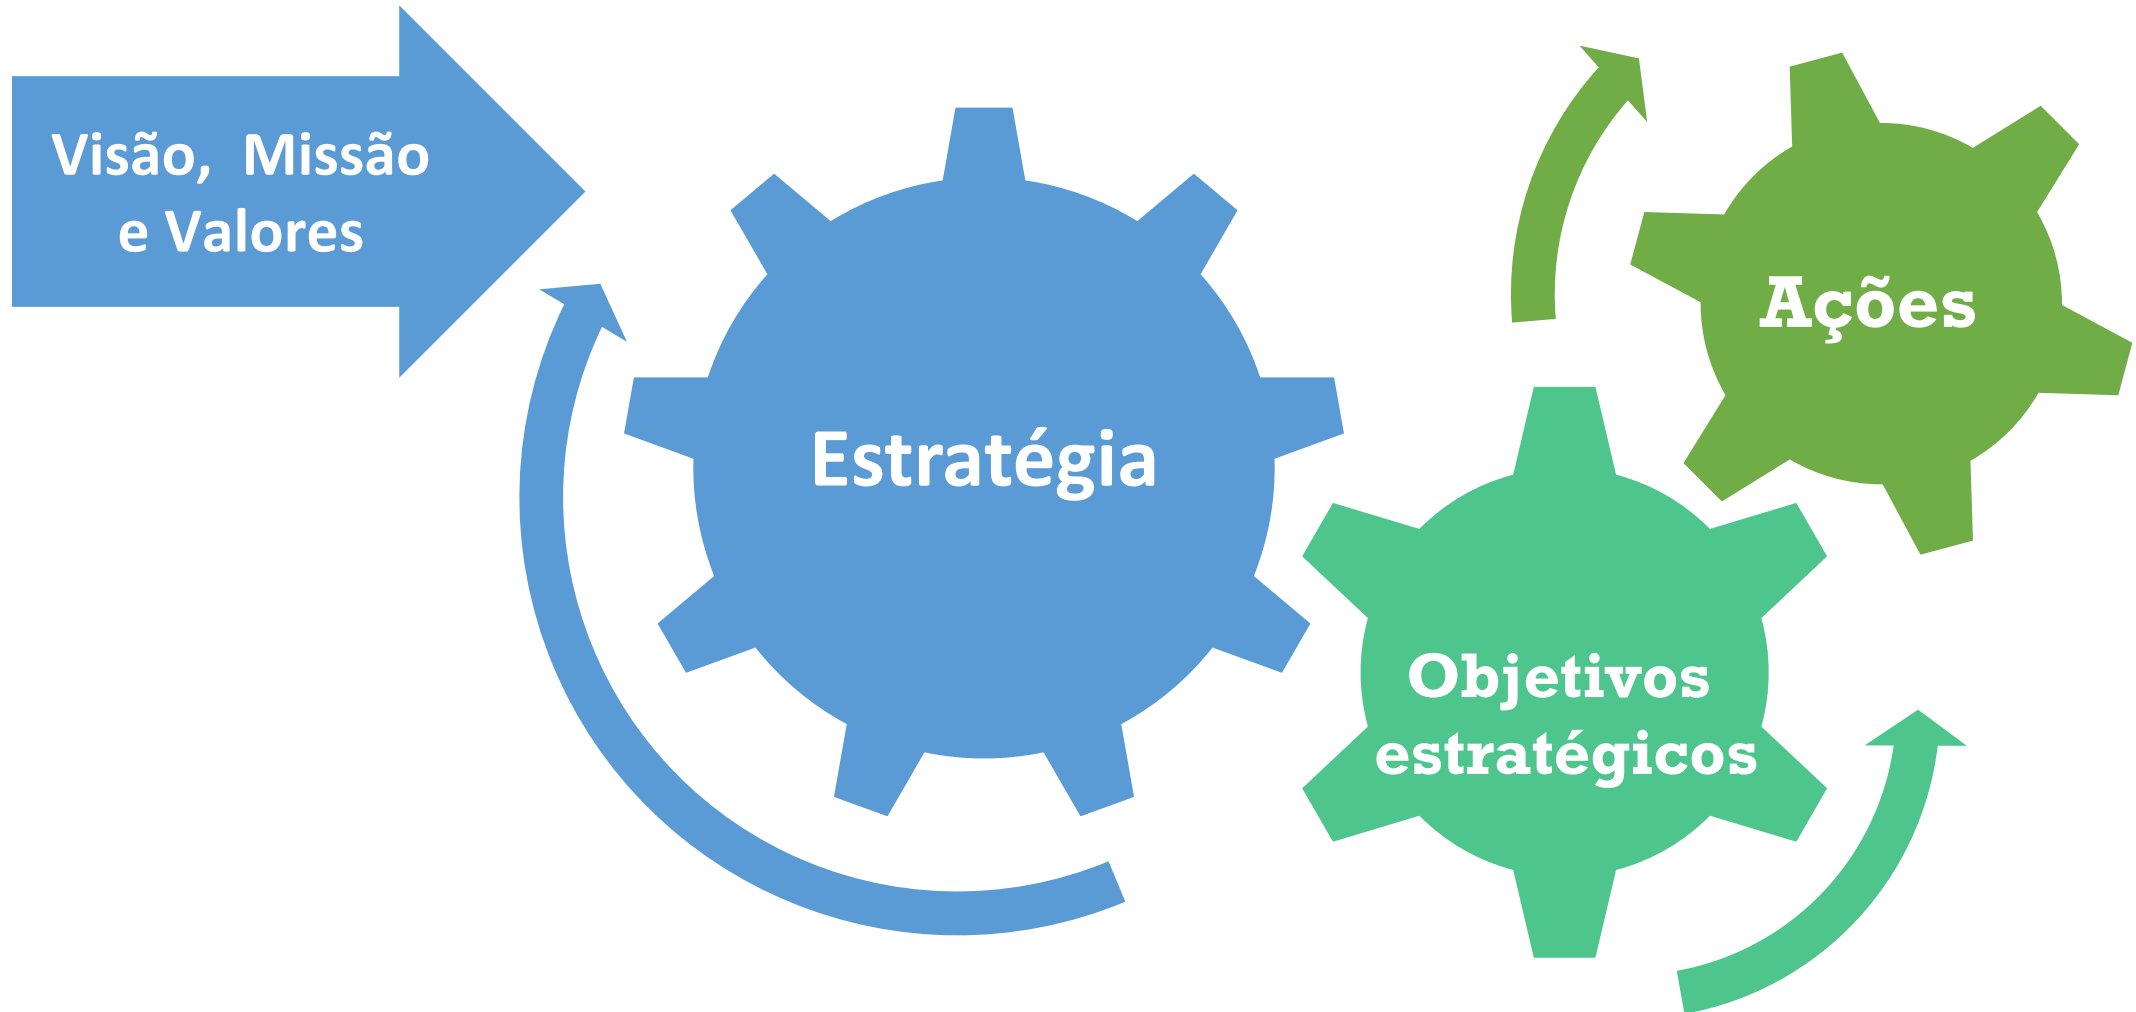 Visão, Missão
e Valores
Estratégia
Ações
Objetivos
estratégicos